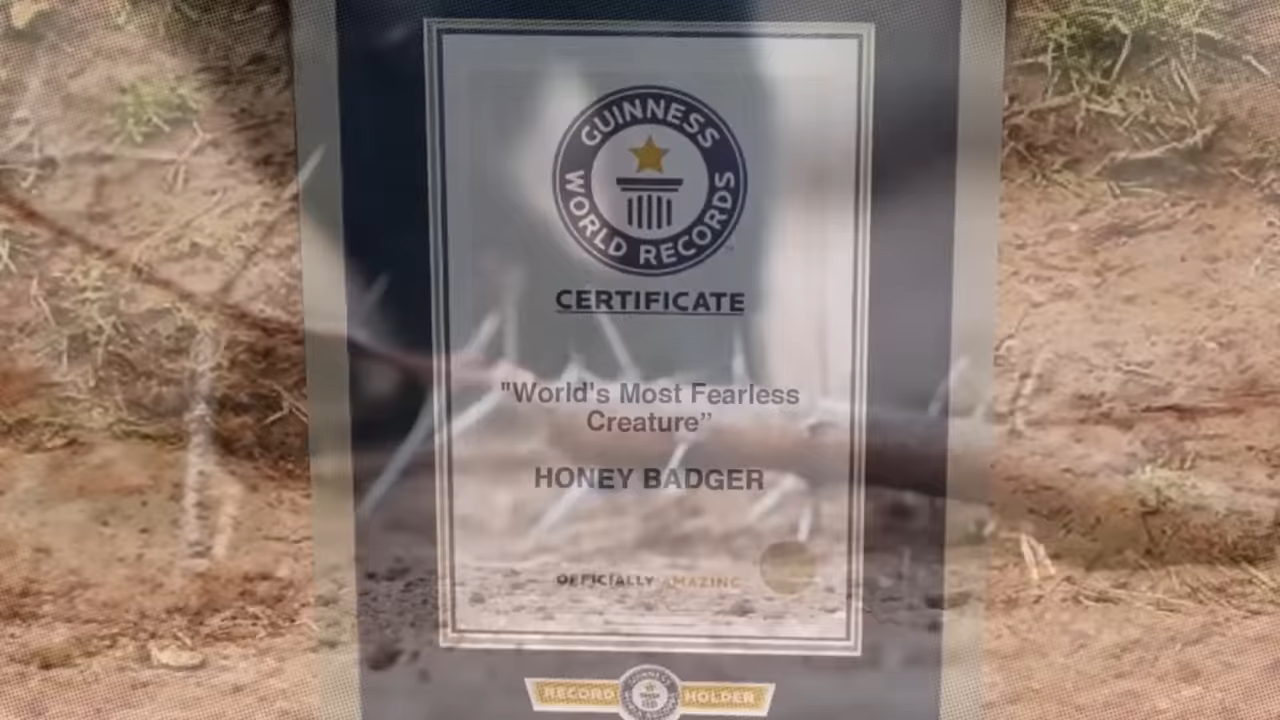 GUINNESS
WORLD RECORDS
CERTIFICATE
"World's Most Fearless
Creature”
HONEY BADGER
OFFICIALLY AMAZING
RECORD HOLDER